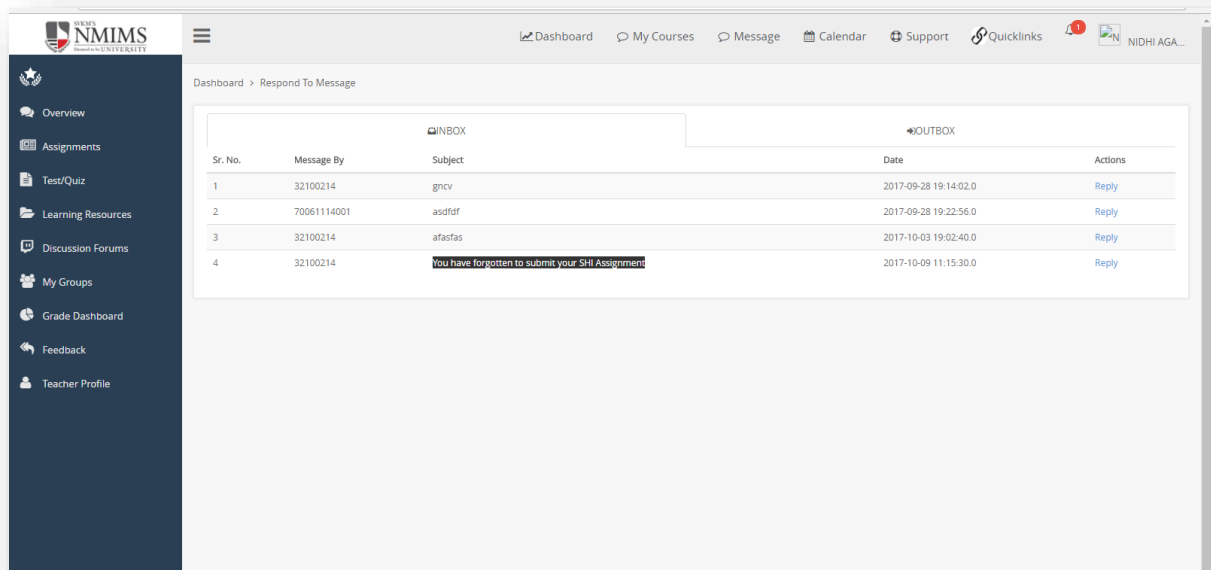 SVKM'S
NMIMS
Deemed to be UNIVERSITY
Dashboard My Courses Message Calendar Support Quicklinks 1 N NIDHI AGA...
Dashboard > Respond To Message
Overview
Assignments
Test/Quiz
Learning Resources
Discussion Forums
My Groups
Grade Dashboard
Feedback
Teacher Profile
INBOX OUTBOX
Sr. No. Message By Subject Date Actions
1 32100214 gncv 2017-09-28 19:14:02.0 Reply
2 70061114001 asdfdf 2017-09-28 19:22:56.0 Reply
3 32100214 afasfas 2017-10-03 19:02:40.0 Reply
4 32100214 You have forgotten to submit your SHI Assignment 2017-10-09 11:15:30.0 Reply